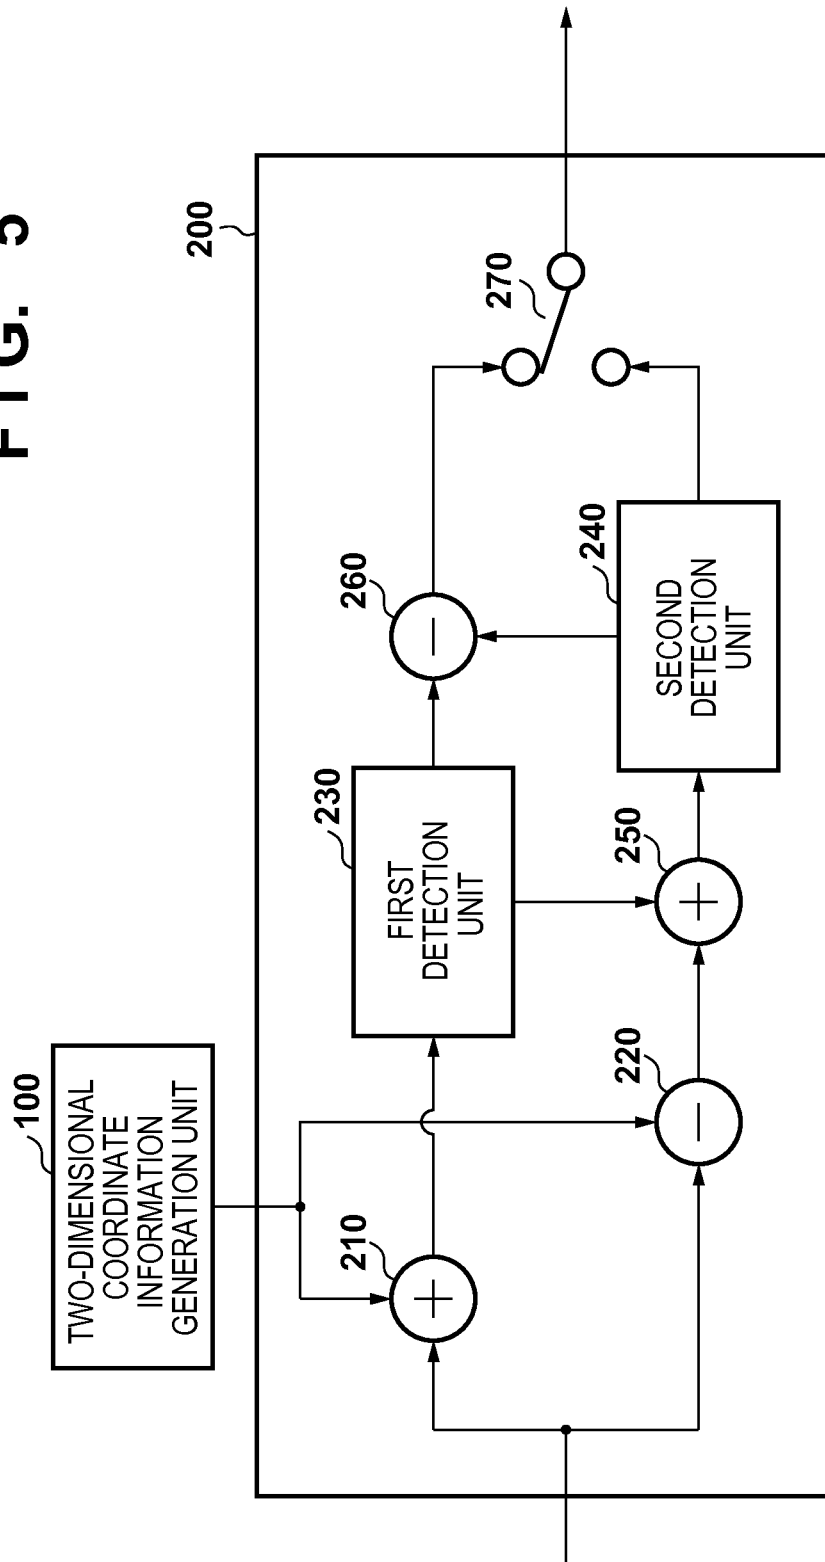 FIG. 5
100
TWO-DIMENSIONAL
COORDINATE
INFORMATION
GENERATION UNIT
200
210
+
220
−
230
FIRST
DETECTION
UNIT
250
+
260
−
240
SECOND
DETECTION
UNIT
270